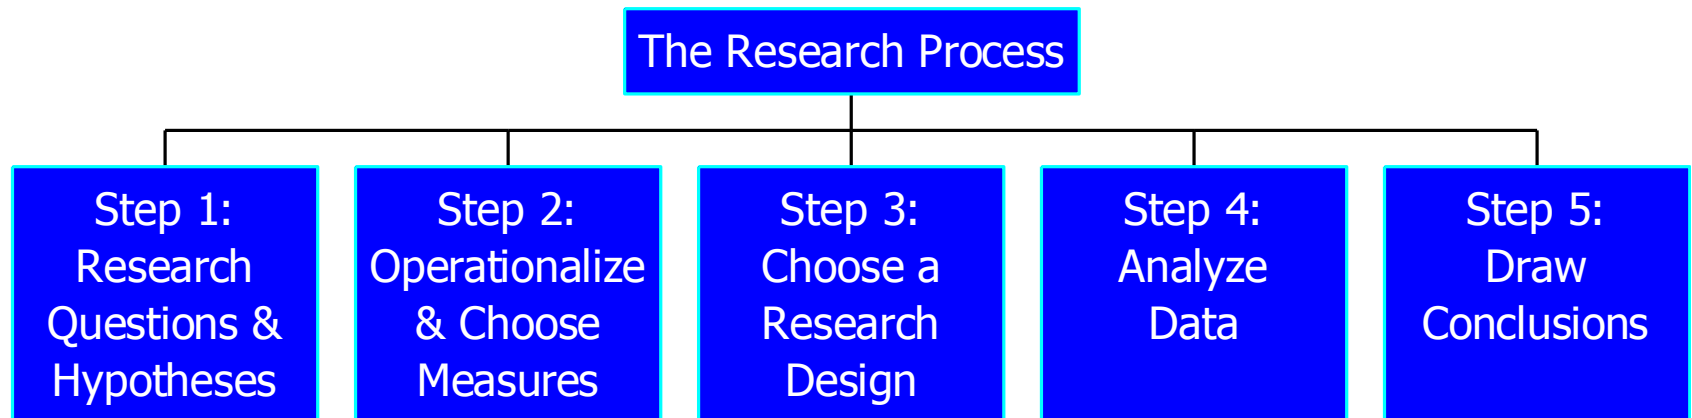 The Research Process
Step 1:
Research
Questions &
Hypotheses
Step 2:
Operationalize
& Choose
Measures
Step 3:
Choose a
Research
Design
Step 4:
Analyze
Data
Step 5:
Draw
Conclusions